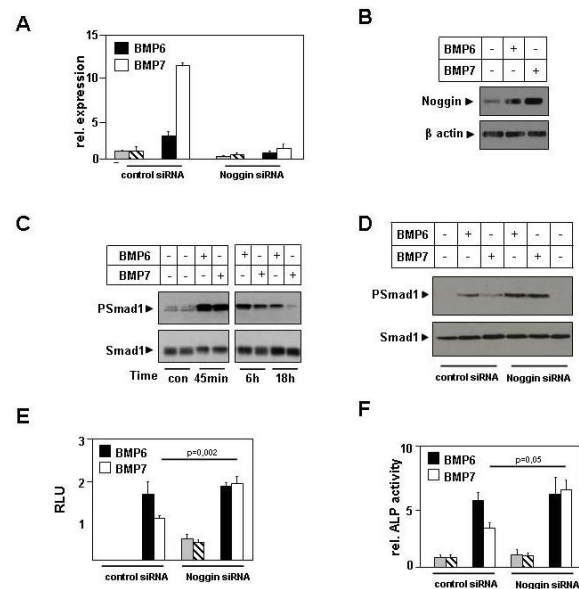 A
BMP6
BMP7
rel. expression
15
10
5
0
control siRNA
Noggin siRNA
B
BMP6 - + -
BMP7 - - +
Noggin
β actin
C
BMP6 - - + - + - + -
BMP7 - - - + - + - +
PSmad1
Smad1
Time con 45min 6h 18h
D
BMP6 - + - + - -
BMP7 - - + - + -
PSmad1
Smad1
control siRNA Noggin siRNA
E
BMP6
BMP7
p=0,002
RLU
3
2
1
control siRNA Noggin siRNA
F
BMP6
BMP7
p=0,05
rel. ALP activity
10
5
0
control siRNA Noggin siRNA